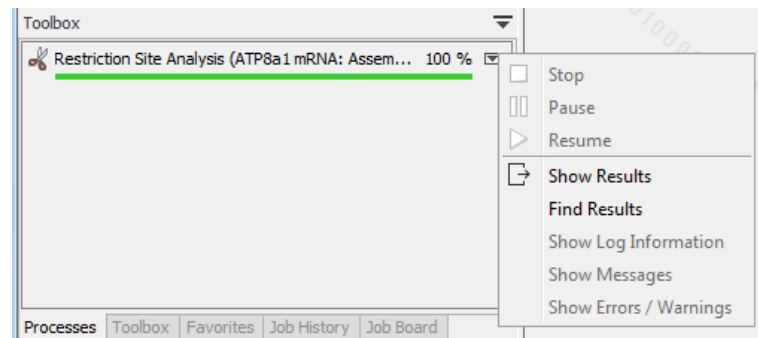 Toolbox
Restriction Site Analysis (ATP8a1 mRNA: Assem... 100 %
Stop
Pause
Resume
Show Results
Find Results
Show Log Information
Show Messages
Show Errors / Warnings
Processes Toolbox Favorites Job History Job Board